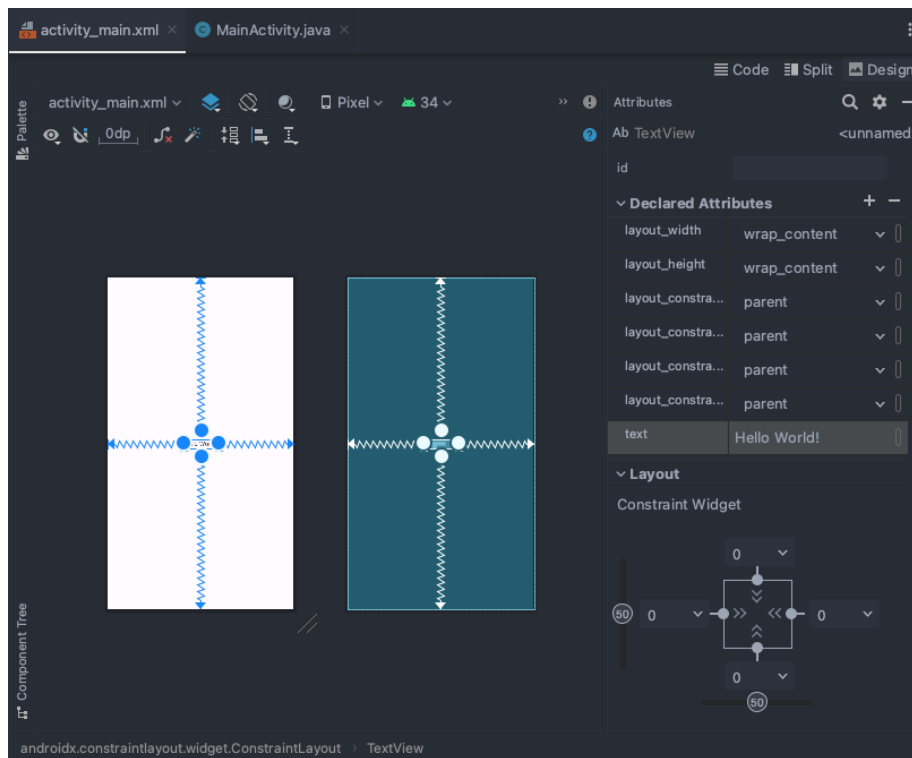 activity_main.xml MainActivity.java
Code Split Design
activity_main.xml Pixel 34
0dp
Palette
Component Tree
Attributes
Ab TextView <unnamed
id
Declared Attributes
layout_width wrap_content
layout_height wrap_content
layout_constra... parent
layout_constra... parent
layout_constra... parent
layout_constra... parent
text Hello World!
Layout
Constraint Widget
0
50 0 0
0
50
androidx.constraintlayout.widget.ConstraintLayout TextView